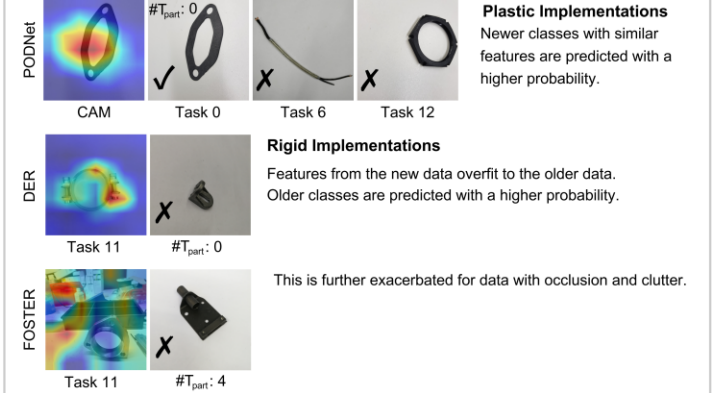 PODNet
#Tpart: 0
CAM
Task 0
Task 6
Task 12
Plastic Implementations
Newer classes with similar
features are predicted with a
higher probability.
DER
Task 11
#Tpart: 0
Rigid Implementations
Features from the new data overfit to the older data.
Older classes are predicted with a higher probability.
FOSTER
Task 11
#Tpart: 4
This is further exacerbated for data with occlusion and clutter.